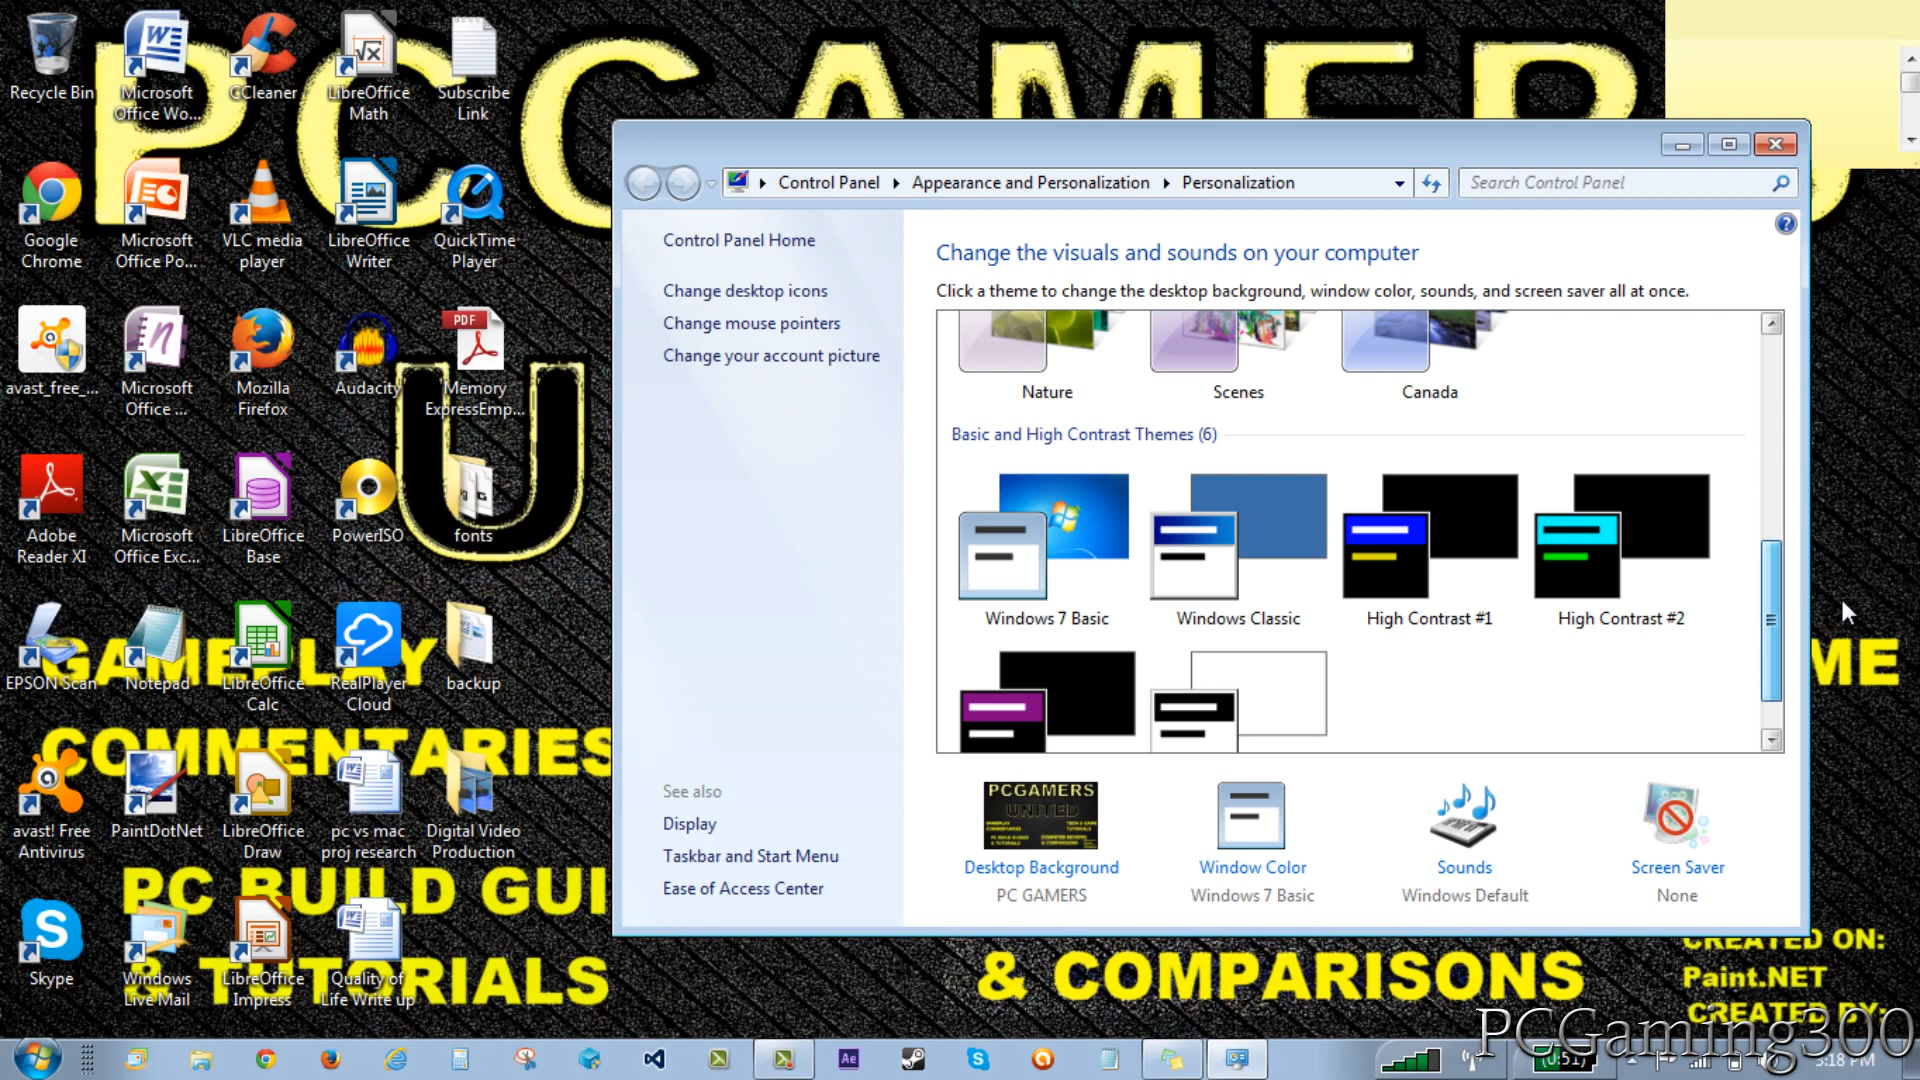 PCGAMER
U
GAMEPLAY
COMMENTARIES
PC BUILD GUI
& TUTORIALS
ME
& COMPARISONS
CREATED ON:
Paint.NET
CREATED BY:
Recycle Bin
Microsoft
Office Wo...
CCleaner
LibreOffice
Math
Subscribe
Link
Google
Chrome
Microsoft
Office Po...
VLC media
player
LibreOffice
Writer
QuickTime
Player
avast_free_...
Microsoft
Office ...
Mozilla
Firefox
Audacity
PDF
Memory
ExpressEmp...
Adobe
Reader XI
Microsoft
Office Exc...
LibreOffice
Base
PowerISO
fonts
EPSON Scan
Notepad
LibreOffice
Calc
RealPlayer
Cloud
backup
avast! Free
Antivirus
PaintDotNet
LibreOffice
Draw
pc vs mac
proj research
Digital Video
Production
Skype
Windows
Live Mail
LibreOffice
Impress
Quality of
Life Write up
Control Panel
Appearance and Personalization
Personalization
Search Control Panel
Control Panel Home
Change desktop icons
Change mouse pointers
Change your account picture
See also
Display
Taskbar and Start Menu
Ease of Access Center
Change the visuals and sounds on your computer
Click a theme to change the desktop background, window color, sounds, and screen saver all at once.
Nature
Scenes
Canada
Basic and High Contrast Themes (6)
Windows 7 Basic
Windows Classic
High Contrast #1
High Contrast #2
PCGAMERS
UNITED
Desktop Background
PC GAMERS
Window Color
Windows 7 Basic
Sounds
Windows Default
Screen Saver
None
Ae
(0:51)
3:18 PM
PCGaming300